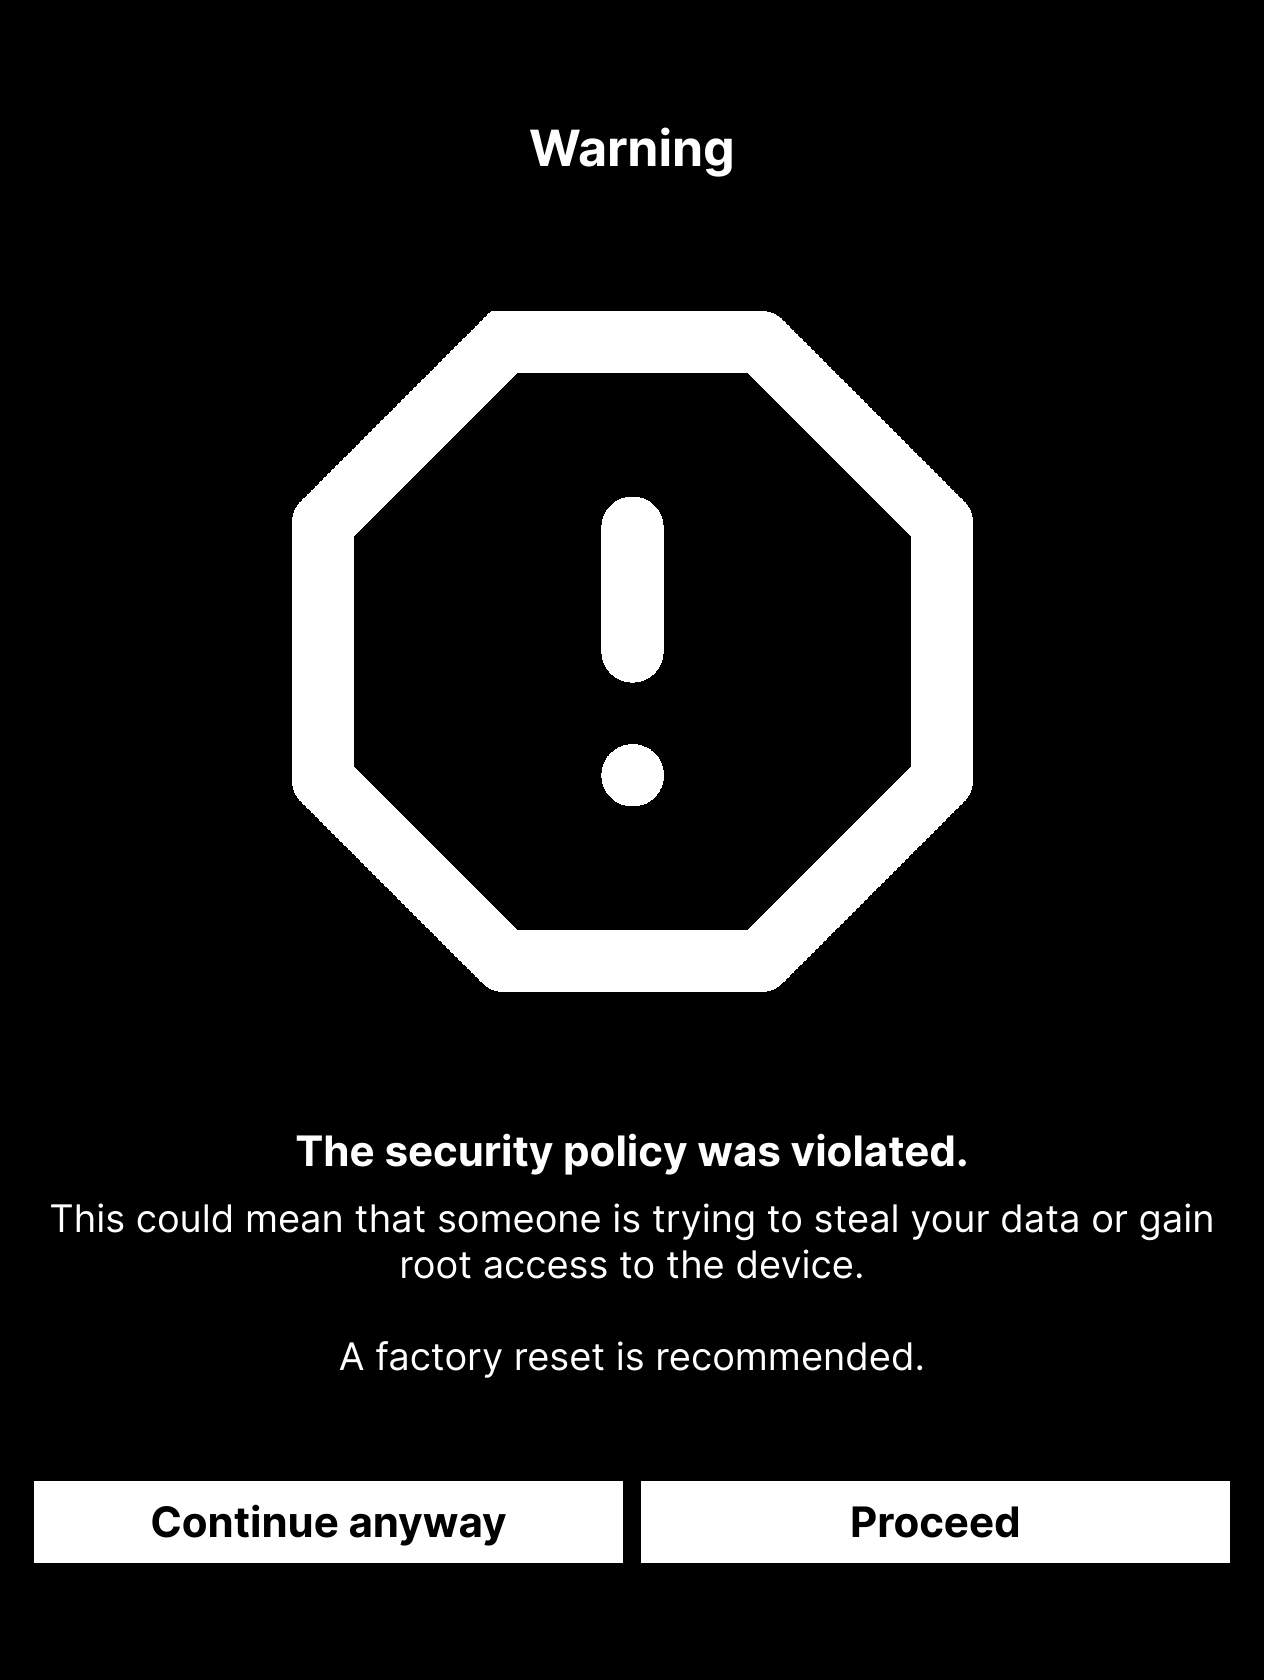 Warning
The security policy was violated.
This could mean that someone is trying to steal your data or gain
root access to the device.
A factory reset is recommended.
Continue anyway
Proceed